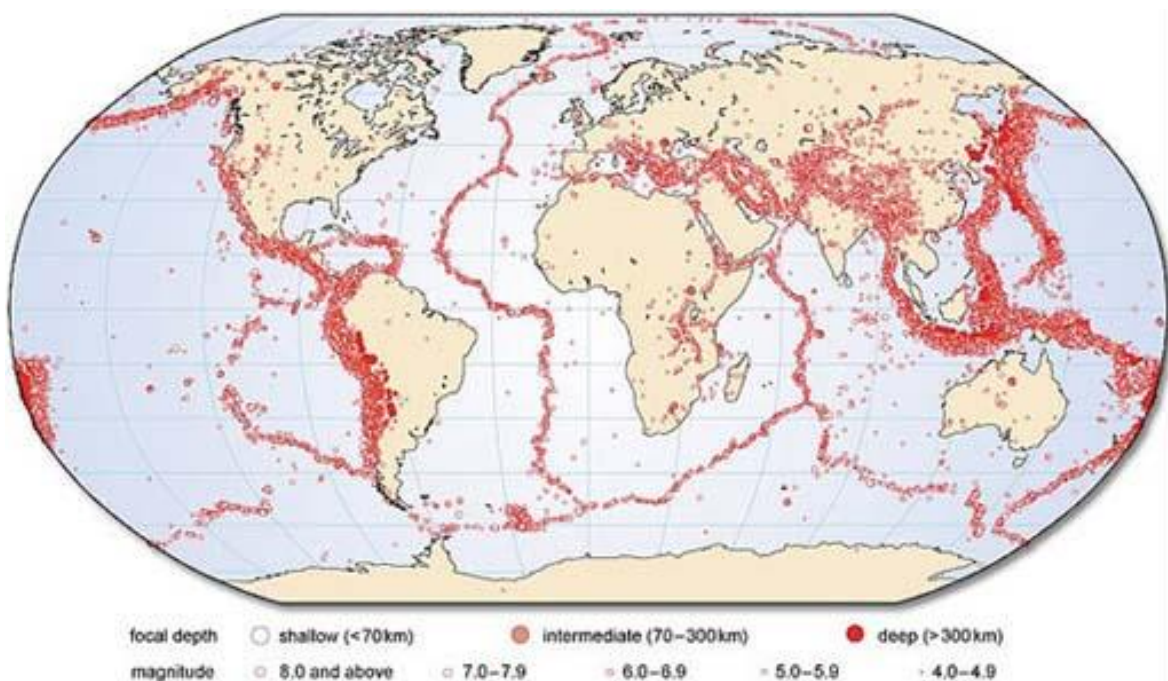 focal depth shallow (<70km) intermediate (70–300km) deep (>300km)
magnitude 8.0 and above 7.0–7.9 6.0–6.9 5.0–5.9 4.0–4.9